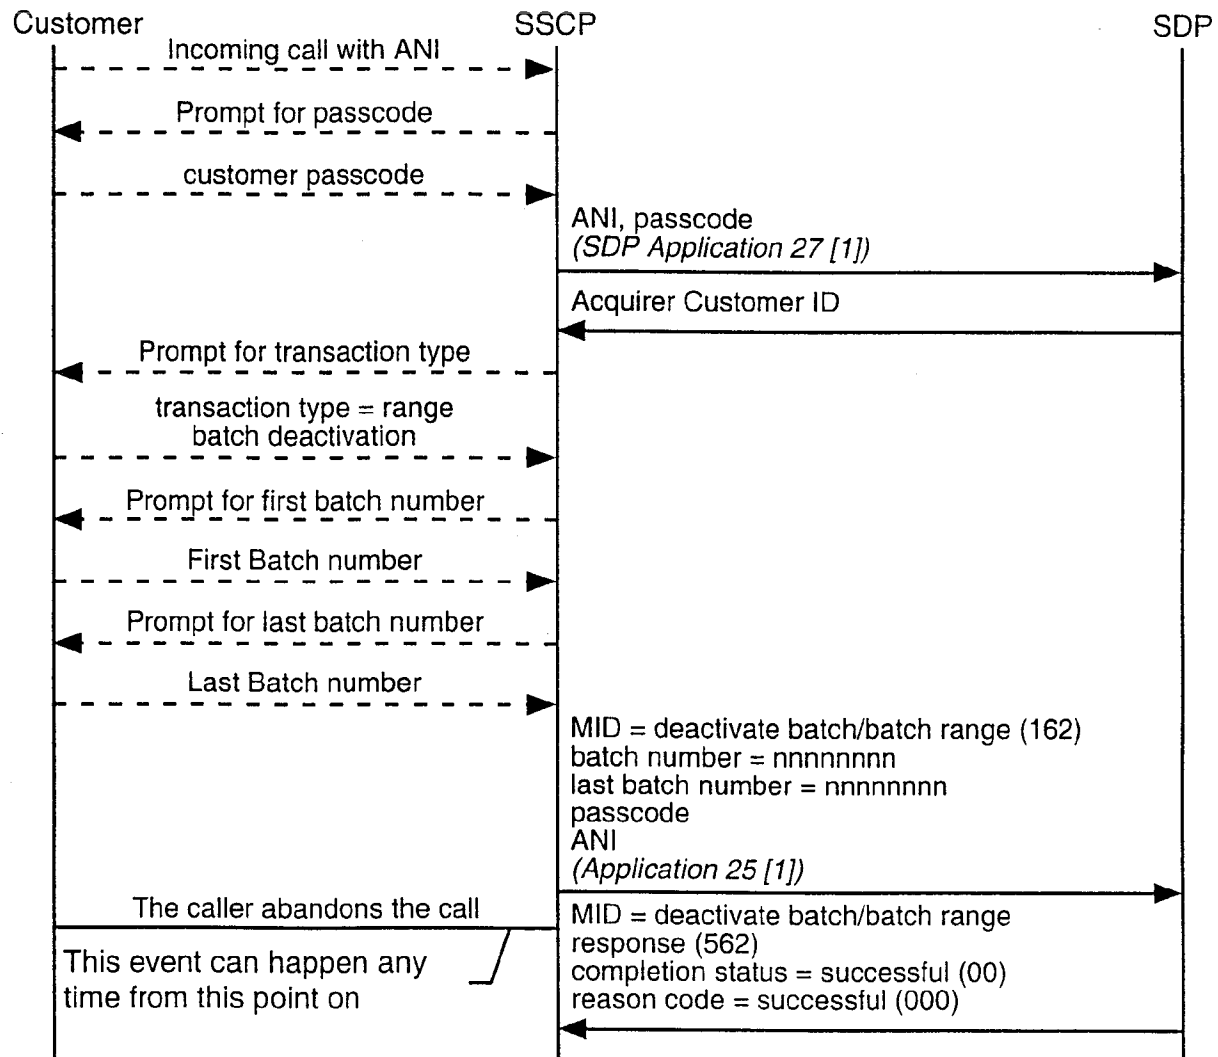 Customer SSCP SDP
Incoming call with ANI
Prompt for passcode
customer passcode
ANI, passcode
(SDP Application 27 [1])
Acquirer Customer ID
Prompt for transaction type
transaction type = range
batch deactivation
Prompt for first batch number
First Batch number
Prompt for last batch number
Last Batch number
MID = deactivate batch/batch range (162)
batch number = nnnnnnnnn
last batch number = nnnnnnnnn
passcode
ANI
(Application 25 [1])
The caller abandons the call
This event can happen any
time from this point on
MID = deactivate batch/batch range
response (562)
completion status = successful (00)
reason code = successful (000)